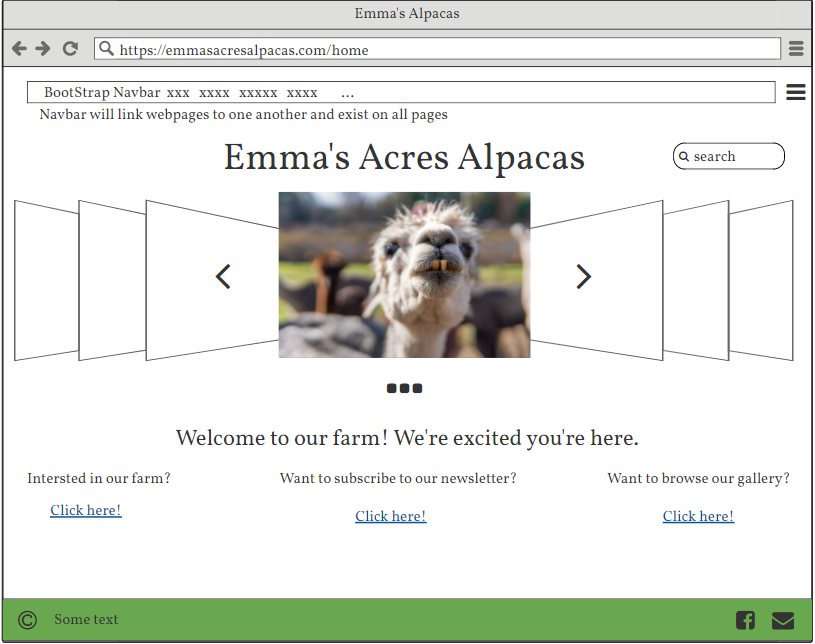 Emma's Alpacas
https://emmasacresalpacas.com/home
BootStrap Navbar xxx xxxx xxxxx xxxx ...
Navbar will link webpages to one another and exist on all pages
Emma's Acres Alpacas
search
Welcome to our farm! We're excited you're here.
Intersted in our farm? Want to subscribe to our newsletter? Want to browse our gallery?
Click here! Click here! Click here!
© Some text